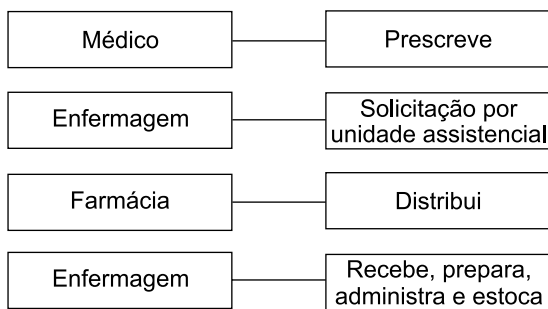 Médico
Prescreve
Enfermagem
Solicitação por
unidade assistencial
Farmácia
Distribui
Enfermagem
Recebe, prepara,
administra e estoca